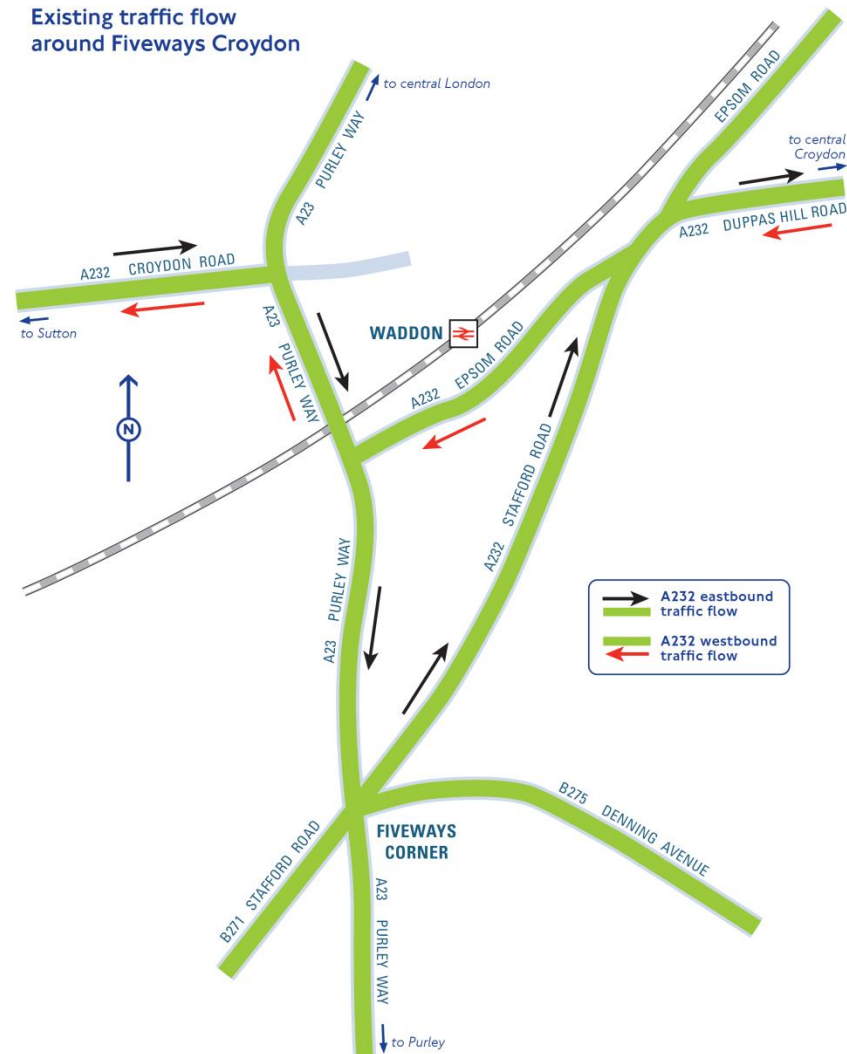 Existing traffic flow
around Fiveways Croydon
to central London
EPSOM ROAD
A23 PURLEY WAY
to central
Croydon
A232 DUPPAS HILL ROAD
A232 CROYDON ROAD
to Sutton
A23 PURLEY WAY
WADDON
A232 EPSOM ROAD
N
A232 STAFFORD ROAD
A23 PURLEY WAY
A232 eastbound
traffic flow
A232 westbound
traffic flow
B275 DENNING AVENUE
FIVEWAYS
CORNER
B271 STAFFORD ROAD
A23 PURLEY WAY
to Purley